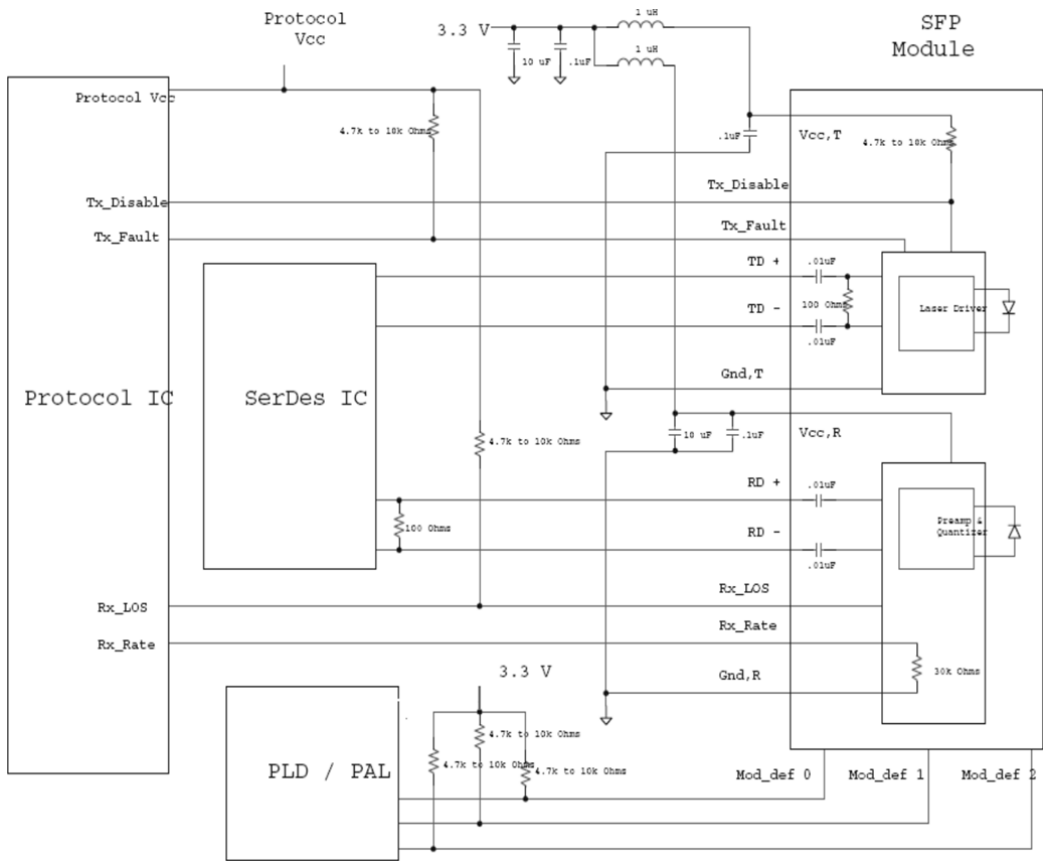 Protocol
Vcc
3.3 V
1 uH
1 uH
10 uF
.1uF
SFP
Module
Protocol Vcc
4.7k to 10k Ohms
.1uF
Vcc,T
4.7k to 10k Ohms
Tx_Disable
Tx_Disable
Tx_Fault
Tx_Fault
TD +
.01uF
100 Ohms
TD -
.01uF
Laser Driver
Gnd,T
Protocol IC
SerDes IC
4.7k to 10k Ohms
10 uF
.1uF
Vcc,R
RD +
.01uF
100 Ohms
RD -
.01uF
Preamp &
Quantizer
Rx_LOS
Rx_LOS
Rx_Rate
Rx_Rate
Gnd,R
30k Ohms
3.3 V
4.7k to 10k Ohms
4.7k to 10k Ohms
4.7k to 10k Ohms
PLD / PAL
Mod_def 0
Mod_def 1
Mod_def 2